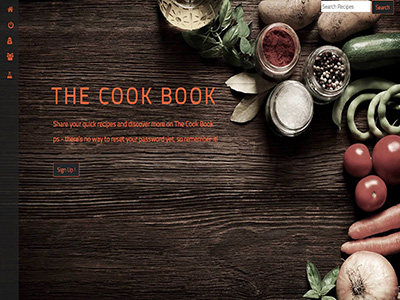 Search Recipes
Search
THE COOK BOOK
Share your quick recipes and discover more on The Cook Book.
ps - there's no way to reset your password yet, so remember it!
Sign Up !